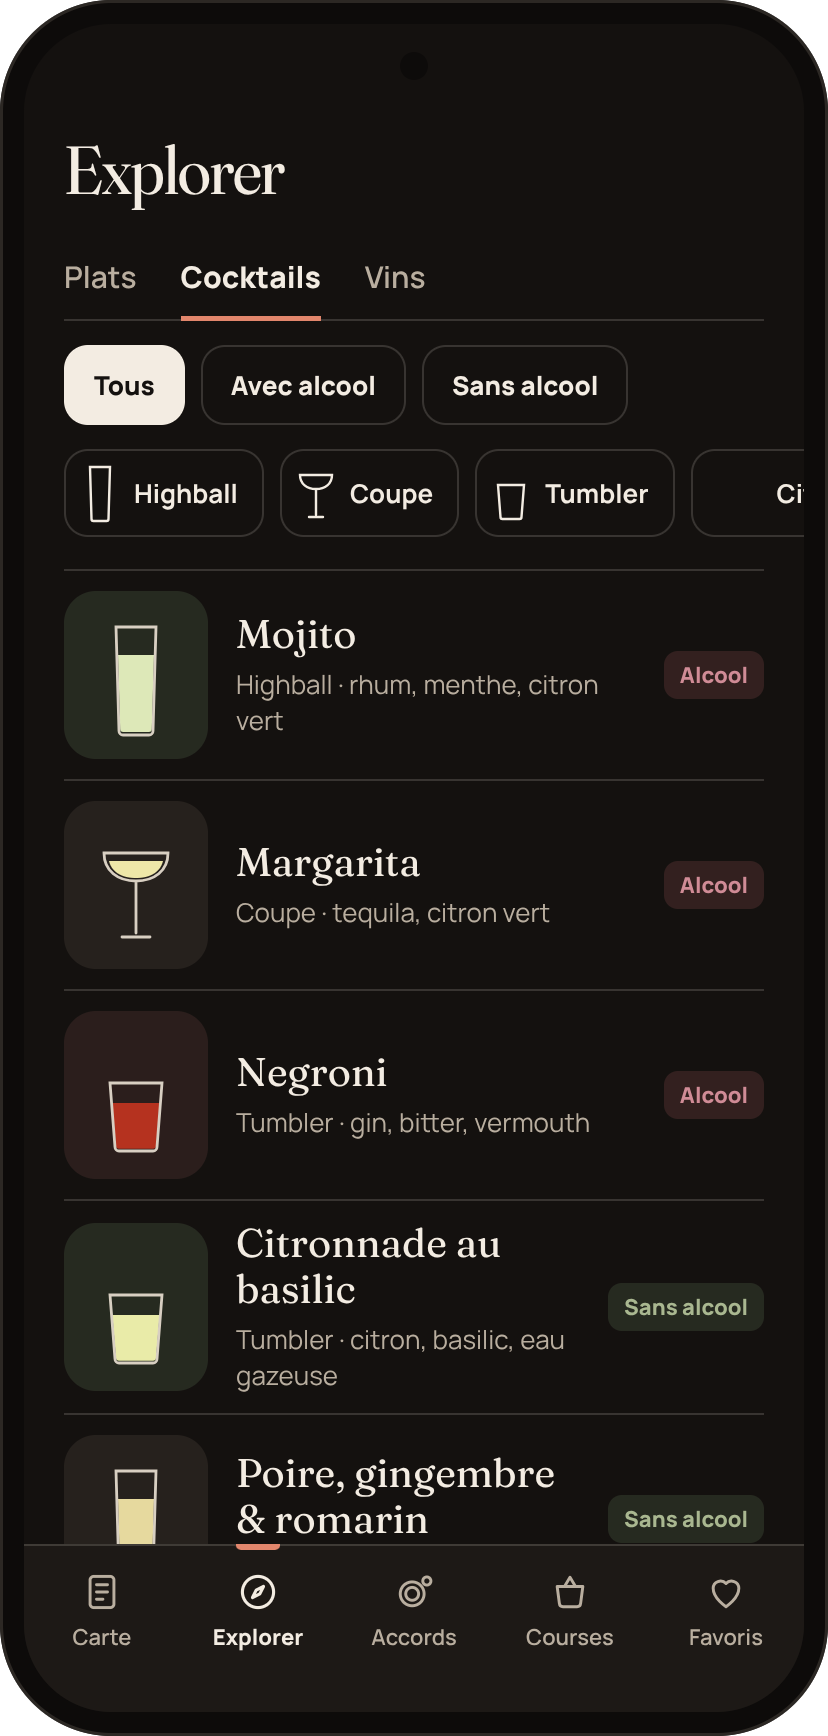 Explorer
Plats Cocktails Vins
Tous Avec alcool Sans alcool
Highball Coupe Tumbler
Mojito
Highball · rhum, menthe, citron
vert
Alcool
Margarita
Coupe · tequila, citron vert
Alcool
Negroni
Tumbler · gin, bitter, vermouth
Alcool
Citronnade au
basilic
Tumbler · citron, basilic, eau
gazeuse
Sans alcool
Poire, gingembre
& romarin
Sans alcool
Carte Explorer Accords Courses Favoris